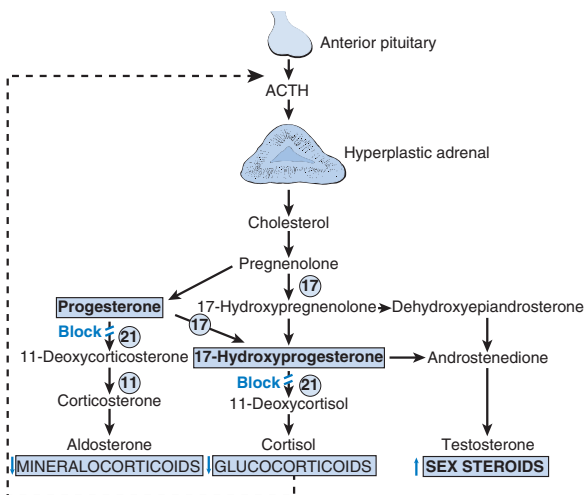 Anterior pituitary
ACTH
Hyperplastic adrenal
Cholesterol
Pregnenolone
17
Progesterone
17-Hydroxypregnenolone
Dehydroxyepiandrosterone
17
Block
21
11-Deoxycorticosterone
17-Hydroxyprogesterone
Androstenedione
11
Block
21
Corticosterone
11-Deoxycortisol
Aldosterone
Cortisol
Testosterone
MINERALOCORTICOIDS
GLUCOCORTICOIDS
SEX STEROIDS